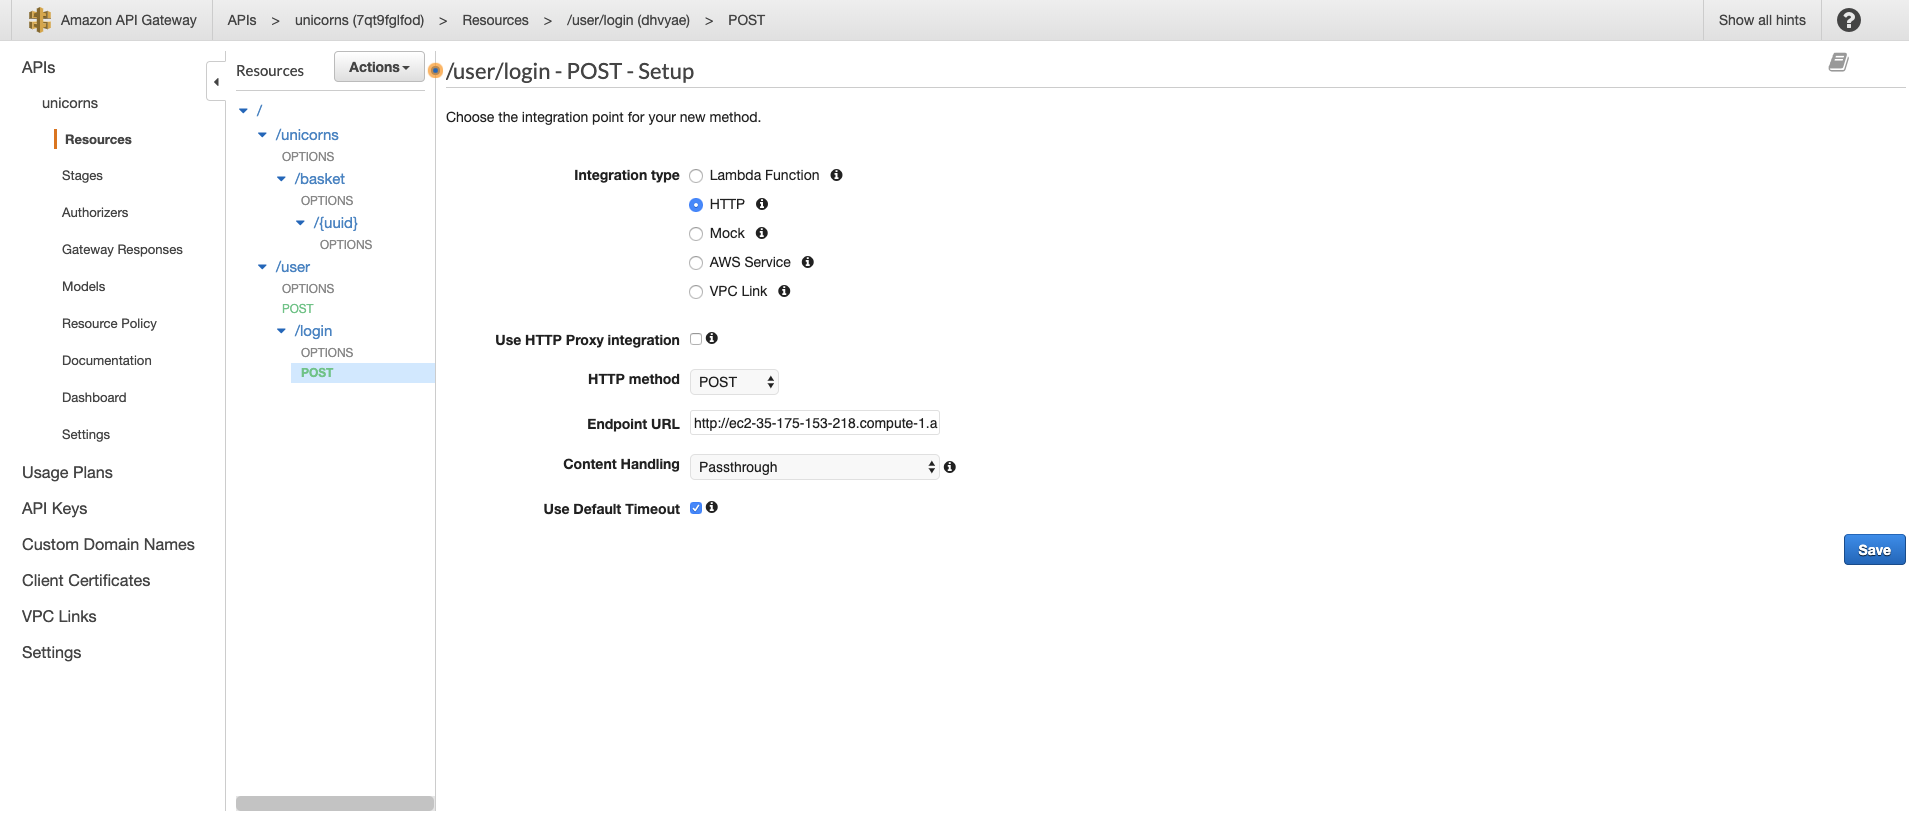 Amazon API Gateway
APIs > unicorns (7qt9fglfod) > Resources > /user/login (dhvyae) > POST
Show all hints
?
APIs
unicorns
Resources
Stages
Authorizers
Gateway Responses
Models
Resource Policy
Documentation
Dashboard
Settings
Usage Plans
API Keys
Custom Domain Names
Client Certificates
VPC Links
Settings
Resources
Actions
/
/unicorns
OPTIONS
/basket
OPTIONS
/{uuid}
OPTIONS
/user
OPTIONS
POST
/login
OPTIONS
POST
/user/login - POST - Setup
Choose the integration point for your new method.
Integration type
Lambda Function
HTTP
Mock
AWS Service
VPC Link
Use HTTP Proxy integration
HTTP method POST
Endpoint URL http://ec2-35-175-153-218.compute-1.a
Content Handling Passthrough
Use Default Timeout
Save